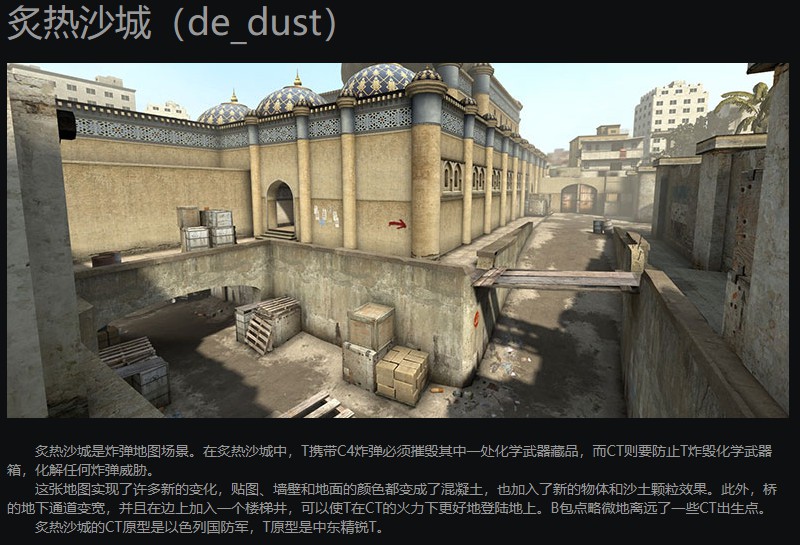 炙热沙城（de_dust）
炙热沙城是炸弹地图场景。在炙热沙城中，T携带C4炸弹必须摧毁其中一处化学武器藏品，而CT则要防止T炸毁化学武器
箱，化解任何炸弹威胁。
这张地图实现了许多新的变化，贴图、墙壁和地面的颜色都变成了混凝土，也加入了新的物体和沙土颗粒效果。此外，桥
的地下通道变宽，并且在边上加入一个楼梯井，可以使T在CT的火力下更好地登陆地上。B包点略微地离远了一些CT出生点。
炙热沙城的CT原型是以色列国防军，T原型是中东精锐T。